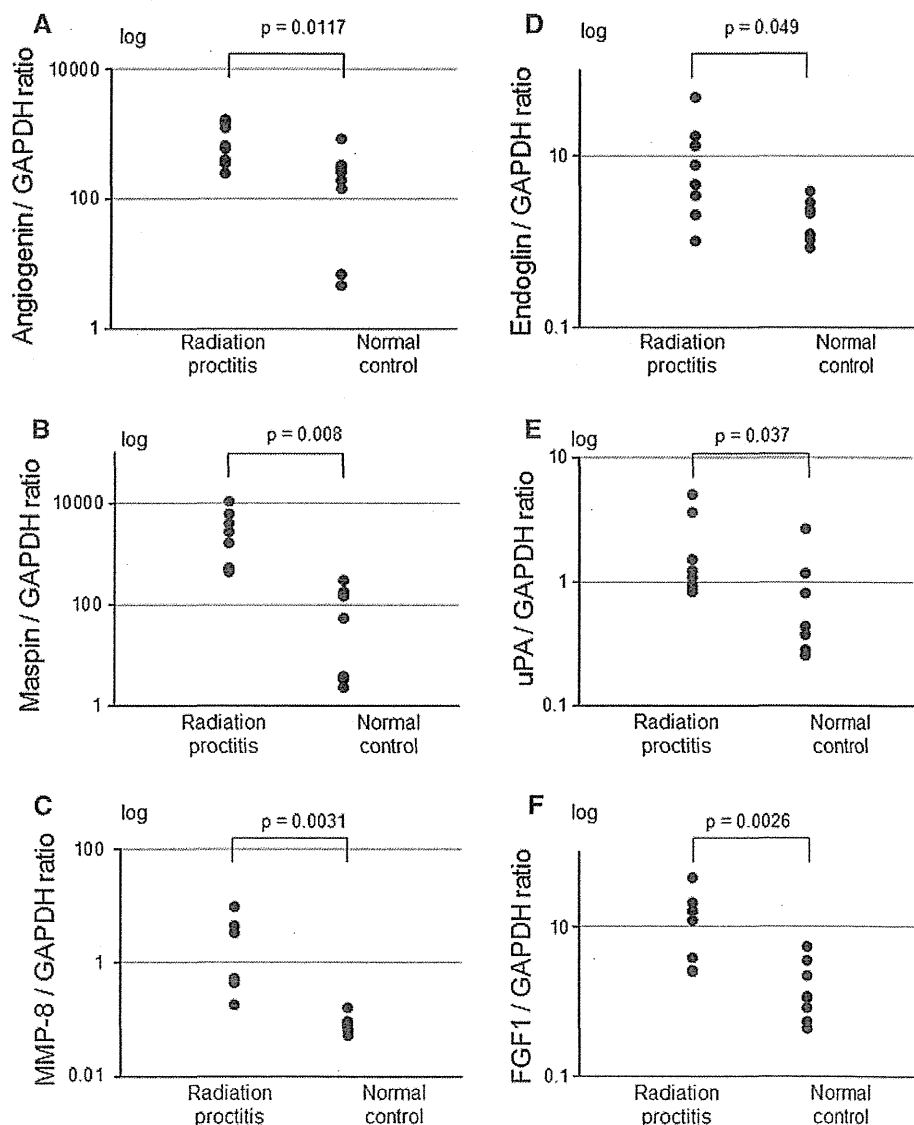 A
log
p = 0.0117
10000
100
1
Angiogenin / GAPDH ratio
Radiation
proctitis
Normal
control
B
log
p = 0.008
10000
100
1
Maspin / GAPDH ratio
Radiation
proctitis
Normal
control
C
log
p = 0.0031
100
1
0.01
MMP-8 / GAPDH ratio
Radiation
proctitis
Normal
control
D
log
p = 0.049
10
0.1
Endoglin / GAPDH ratio
Radiation
proctitis
Normal
control
E
log
p = 0.037
10
1
0.1
uPA / GAPDH ratio
Radiation
proctitis
Normal
control
F
log
p = 0.0026
10
0.1
FGF1 / GAPDH ratio
Radiation
proctitis
Normal
control